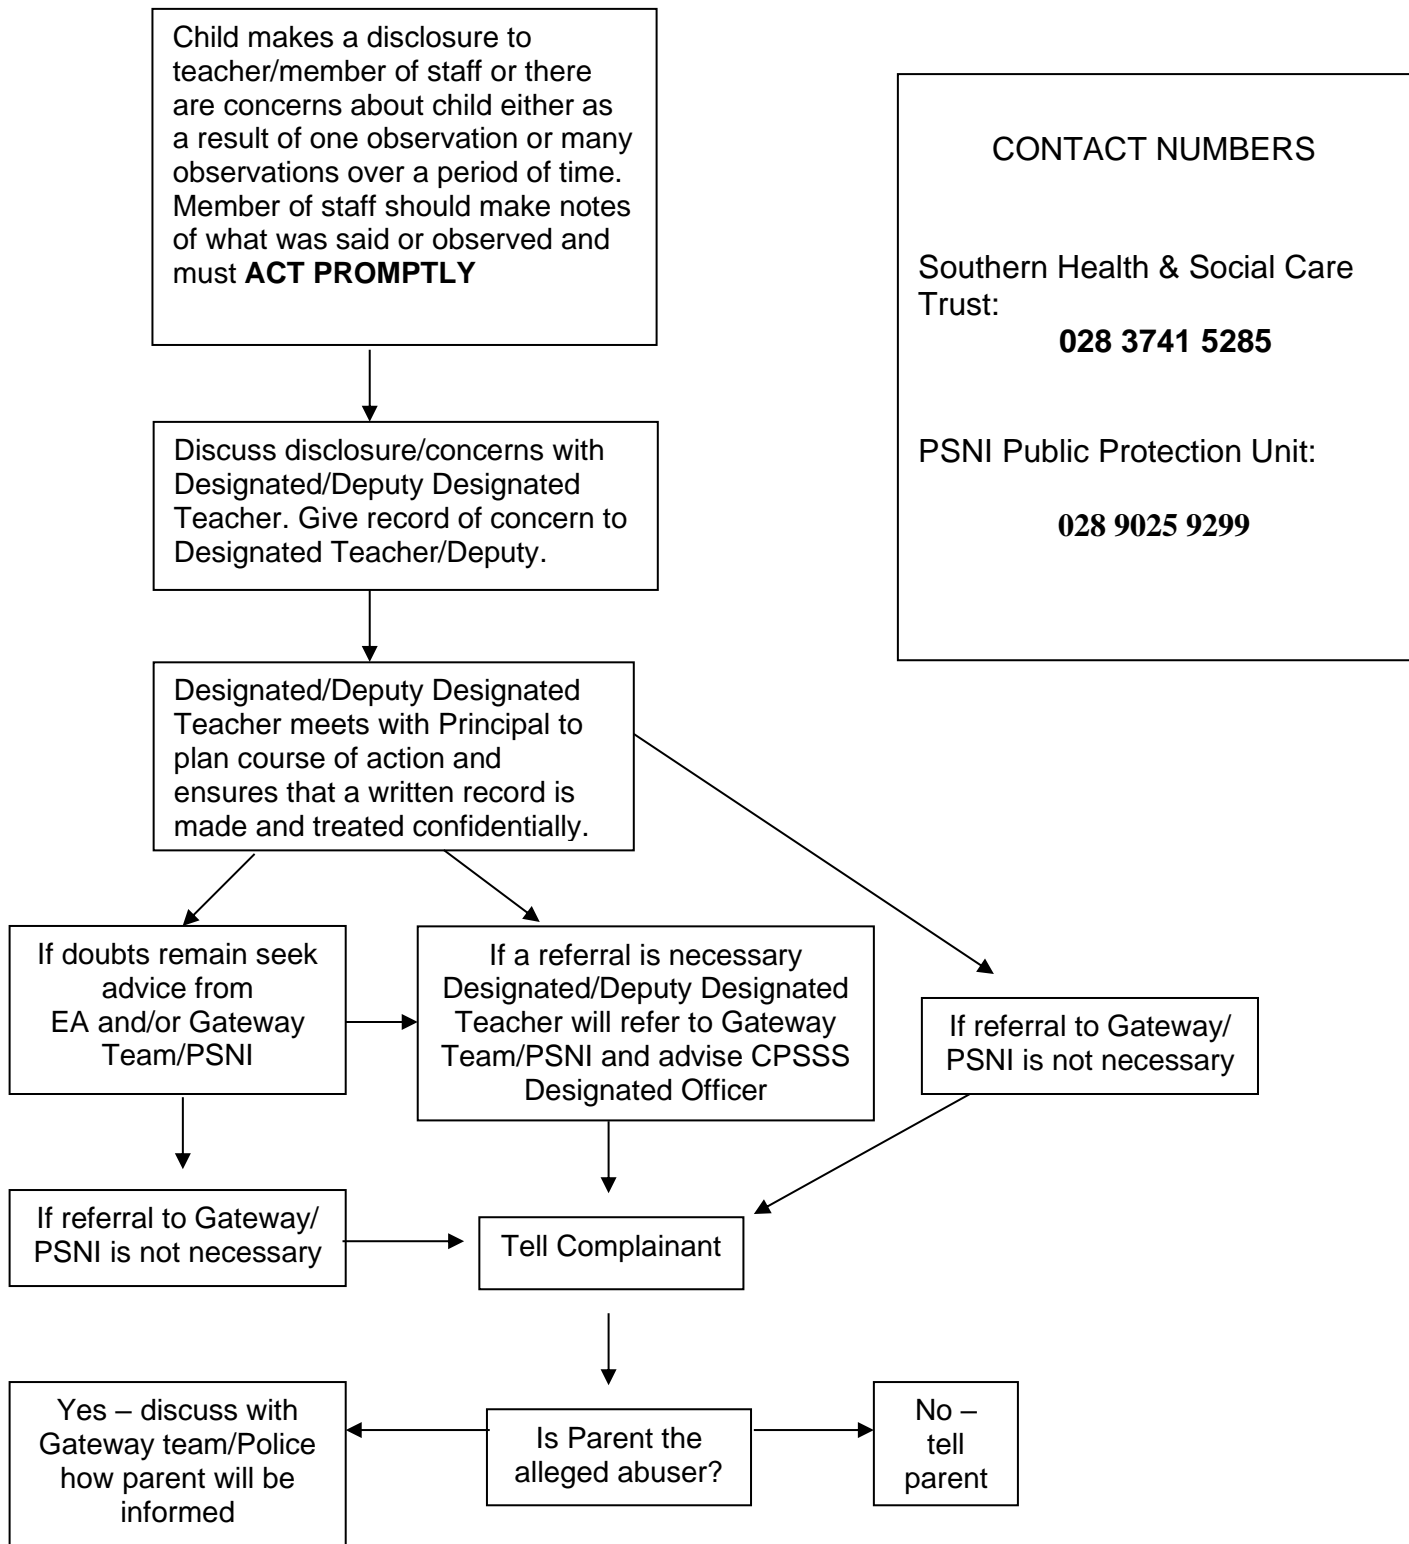 Child makes a disclosure to
teacher/member of staff or there
are concerns about child either as
a result of one observation or many
observations over a period of time.
Member of staff should make notes
of what was said or observed and
must ACT PROMPTLY
CONTACT NUMBERS
Southern Health & Social Care
Trust:
028 3741 5285
PSNI Public Protection Unit:
028 9025 9299
Discuss disclosure/concerns with
Designated/Deputy Designated
Teacher. Give record of concern to
Designated Teacher/Deputy.
Designated/Deputy Designated
Teacher meets with Principal to
plan course of action and
ensures that a written record is
made and treated confidentially.
If doubts remain seek
advice from
EA and/or Gateway
Team/PSNI
If a referral is necessary
Designated/Deputy Designated
Teacher will refer to Gateway
Team/PSNI and advise CPSSS
Designated Officer
If referral to Gateway/
PSNI is not necessary
If referral to Gateway/
PSNI is not necessary
Tell Complainant
Yes – discuss with
Gateway team/Police
how parent will be
informed
Is Parent the
alleged abuser?
No –
tell
parent